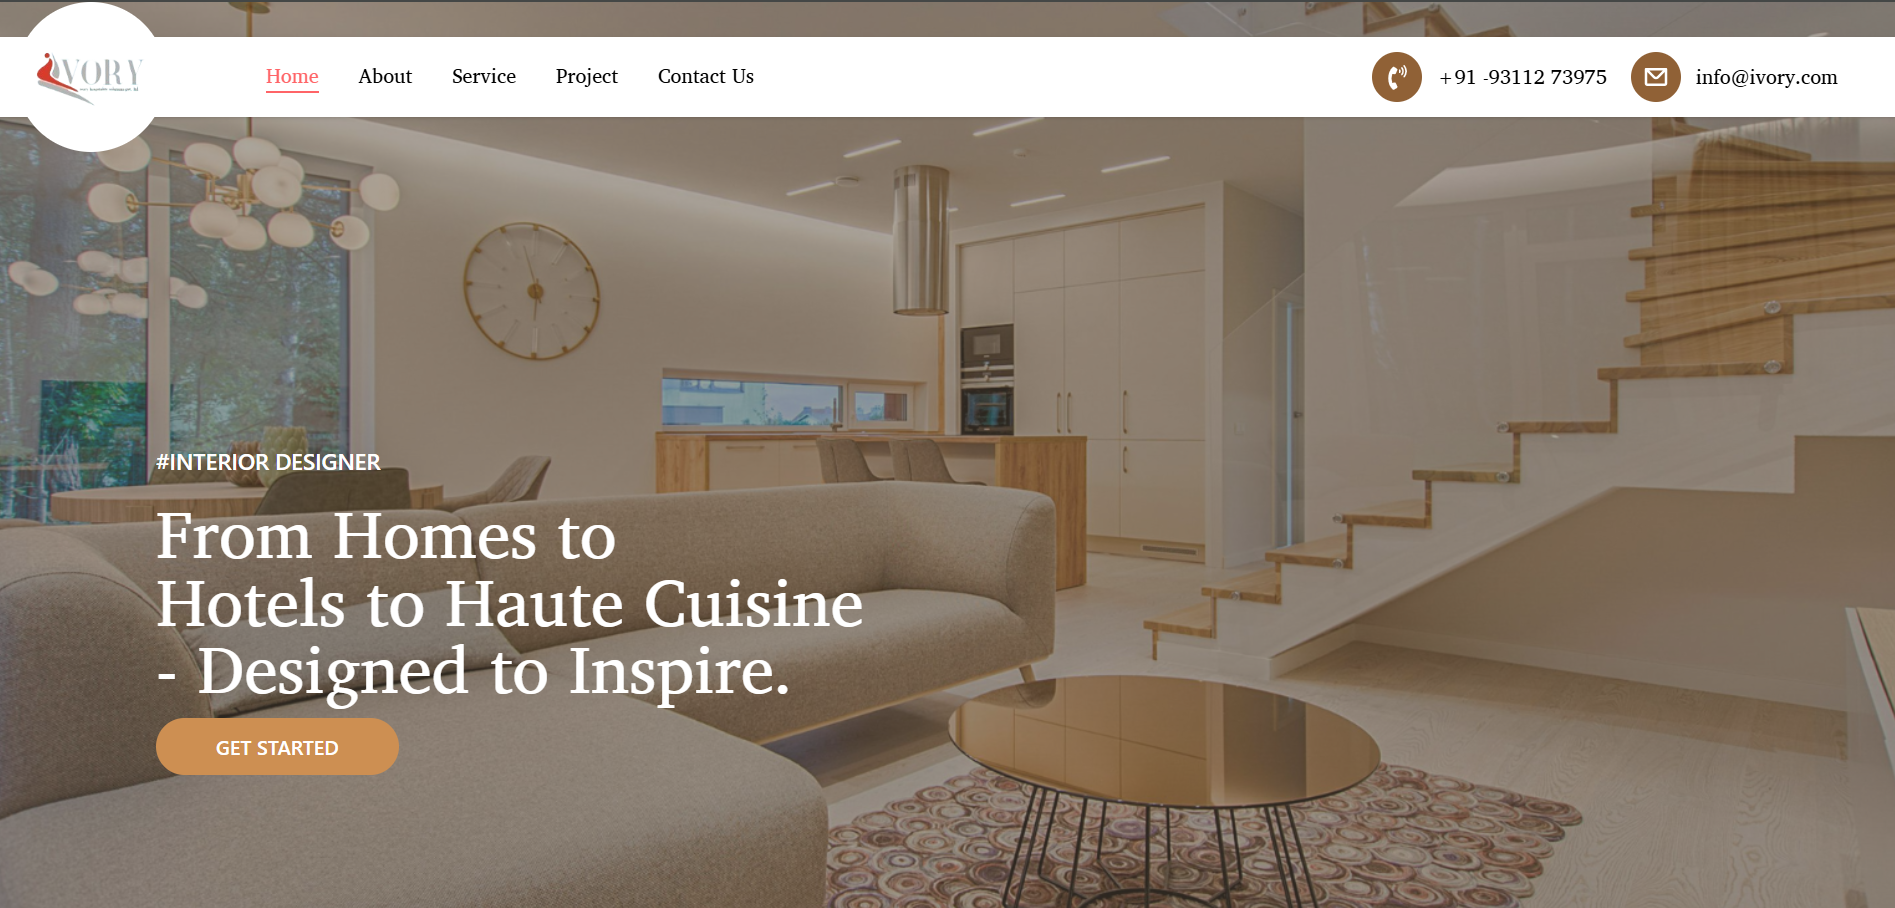 iVORY
Home About Service Project Contact Us +91 -93112 73975 info@ivory.com
#INTERIOR DESIGNER
From Homes to
Hotels to Haute Cuisine
- Designed to Inspire.
GET STARTED